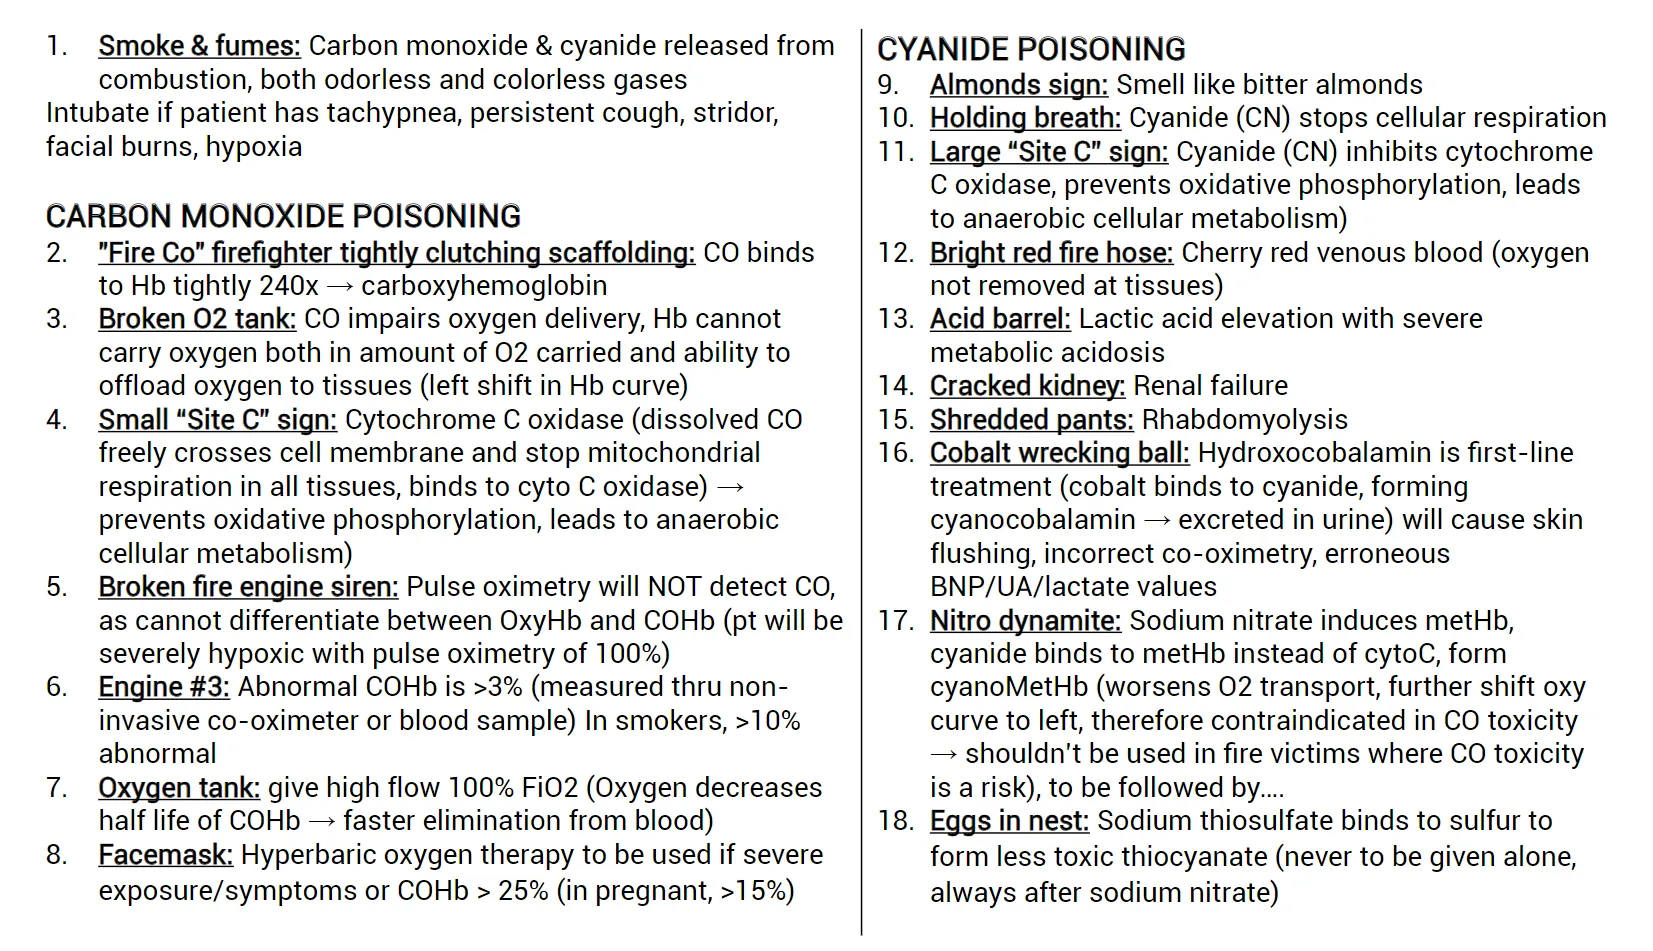 1. Smoke & fumes: Carbon monoxide & cyanide released from
combustion, both odorless and colorless gases
Intubate if patient has tachypnea, persistent cough, stridor,
facial burns, hypoxia
CARBON MONOXIDE POISONING
2. "Fire Co" firefighter tightly clutching scaffolding: CO binds
to Hb tightly 240x → carboxyhemoglobin
3. Broken O2 tank: CO impairs oxygen delivery, Hb cannot
carry oxygen both in amount of O2 carried and ability to
offload oxygen to tissues (left shift in Hb curve)
4. Small “Site C” sign: Cytochrome C oxidase (dissolved CO
freely crosses cell membrane and stop mitochondrial
respiration in all tissues, binds to cyto C oxidase) →
prevents oxidative phosphorylation, leads to anaerobic
cellular metabolism)
5. Broken fire engine siren: Pulse oximetry will NOT detect CO,
as cannot differentiate between OxyHb and COHb (pt will be
severely hypoxic with pulse oximetry of 100%)
6. Engine #3: Abnormal COHb is >3% (measured thru non-
invasive co-oximeter or blood sample) In smokers, >10%
abnormal
7. Oxygen tank: give high flow 100% FiO2 (Oxygen decreases
half life of COHb → faster elimination from blood)
8. Facemask: Hyperbaric oxygen therapy to be used if severe
exposure/symptoms or COHb > 25% (in pregnant, >15%)
CYANIDE POISONING
9. Almonds sign: Smell like bitter almonds
10. Holding breath: Cyanide (CN) stops cellular respiration
11. Large “Site C” sign: Cyanide (CN) inhibits cytochrome
C oxidase, prevents oxidative phosphorylation, leads
to anaerobic cellular metabolism)
12. Bright red fire hose: Cherry red venous blood (oxygen
not removed at tissues)
13. Acid barrel: Lactic acid elevation with severe
metabolic acidosis
14. Cracked kidney: Renal failure
15. Shredded pants: Rhabdomyolysis
16. Cobalt wrecking ball: Hydroxocobalamin is first-line
treatment (cobalt binds to cyanide, forming
cyanocobalamin → excreted in urine) will cause skin
flushing, incorrect co-oximetry, erroneous
BNP/UA/lactate values
17. Nitro dynamite: Sodium nitrate induces metHb,
cyanide binds to metHb instead of cytoC, form
cyanoMetHb (worsens O2 transport, further shift oxy
curve to left, therefore contraindicated in CO toxicity
→ shouldn't be used in fire victims where CO toxicity
is a risk), to be followed by....
18. Eggs in nest: Sodium thiosulfate binds to sulfur to
form less toxic thiocyanate (never to be given alone,
always after sodium nitrate)